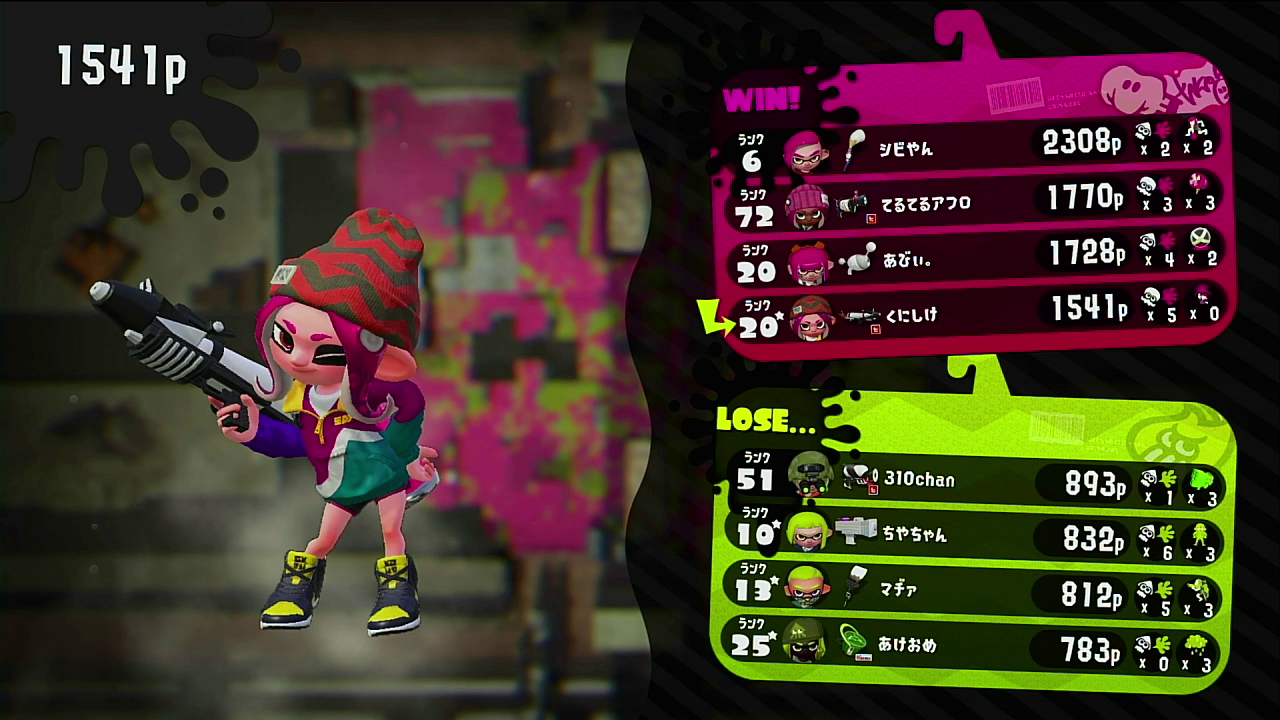 1541p
WIN!
ランク 6 シビやん 2308p x 2 x 2
ランク 72 てるてるアフロ 1770p x 3 x 3
ランク 20 あびぃ。 1728p x 4 x 2
ランク 20★ くにしけ 1541p x 5 x 0
LOSE...
ランク 51 310chan 893p x 1 x 3
ランク 10★ ちやちゃん 832p x 6 x 3
ランク 13★ マヂァ 812p x 5 x 3
ランク 25★ あけおめ 783p x 0 x 3